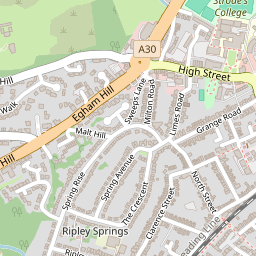 Strode's
College
A30
High Street
Hill
Walk
Egham Hill
Sweeps Lane
Milton Road
Limes Road
Grange Road
Malt Hill
Hill
Spring Rise
Spring Avenue
The Crescent
Clarence Street
North Street
Reading Line
Ripley Springs